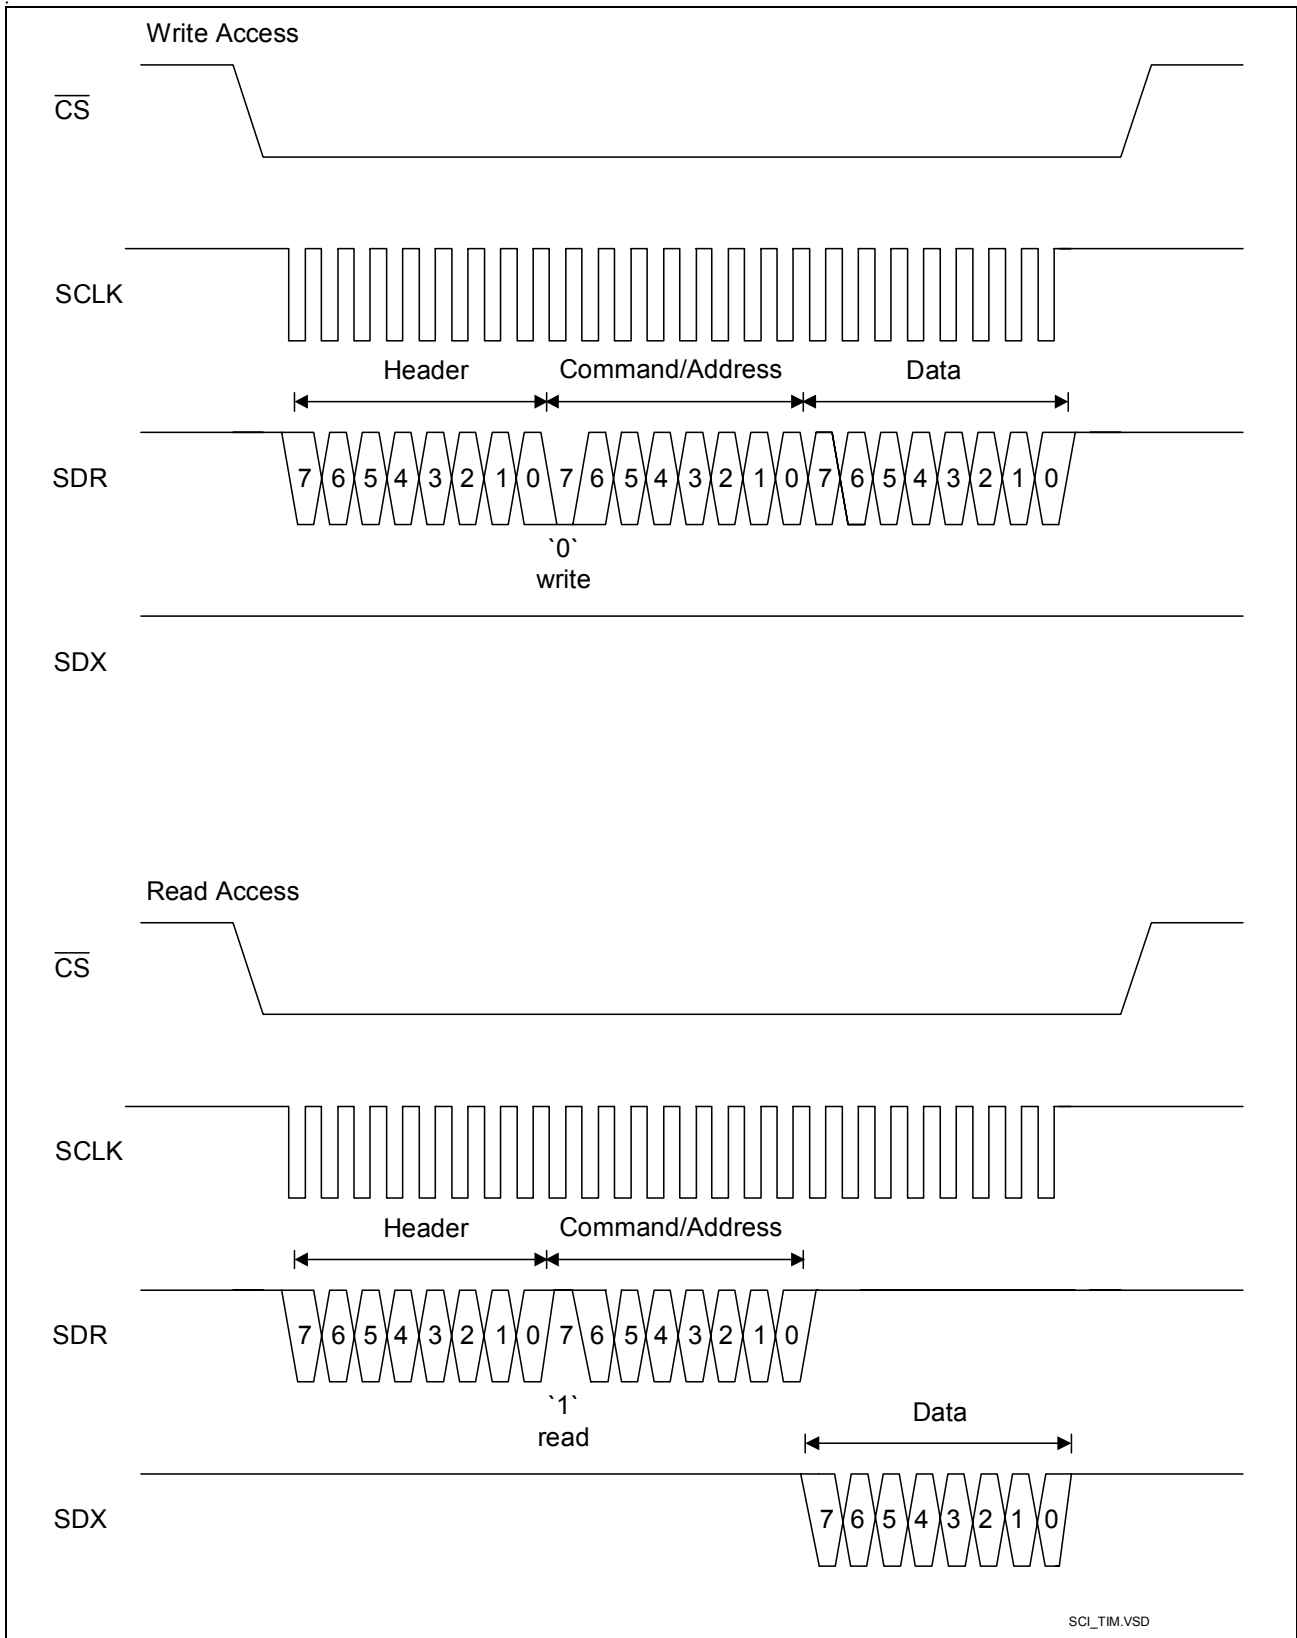 Write Access
CS
SCLK
Header Command/Address Data
SDR 7 6 5 4 3 2 1 0 7 6 5 4 3 2 1 0 7 6 5 4 3 2 1 0
`0`
write
SDX
Read Access
CS
SCLK
Header Command/Address
SDR 7 6 5 4 3 2 1 0 7 6 5 4 3 2 1 0
`1`
read
Data
SDX 7 6 5 4 3 2 1 0
SCI_TIM.VSD